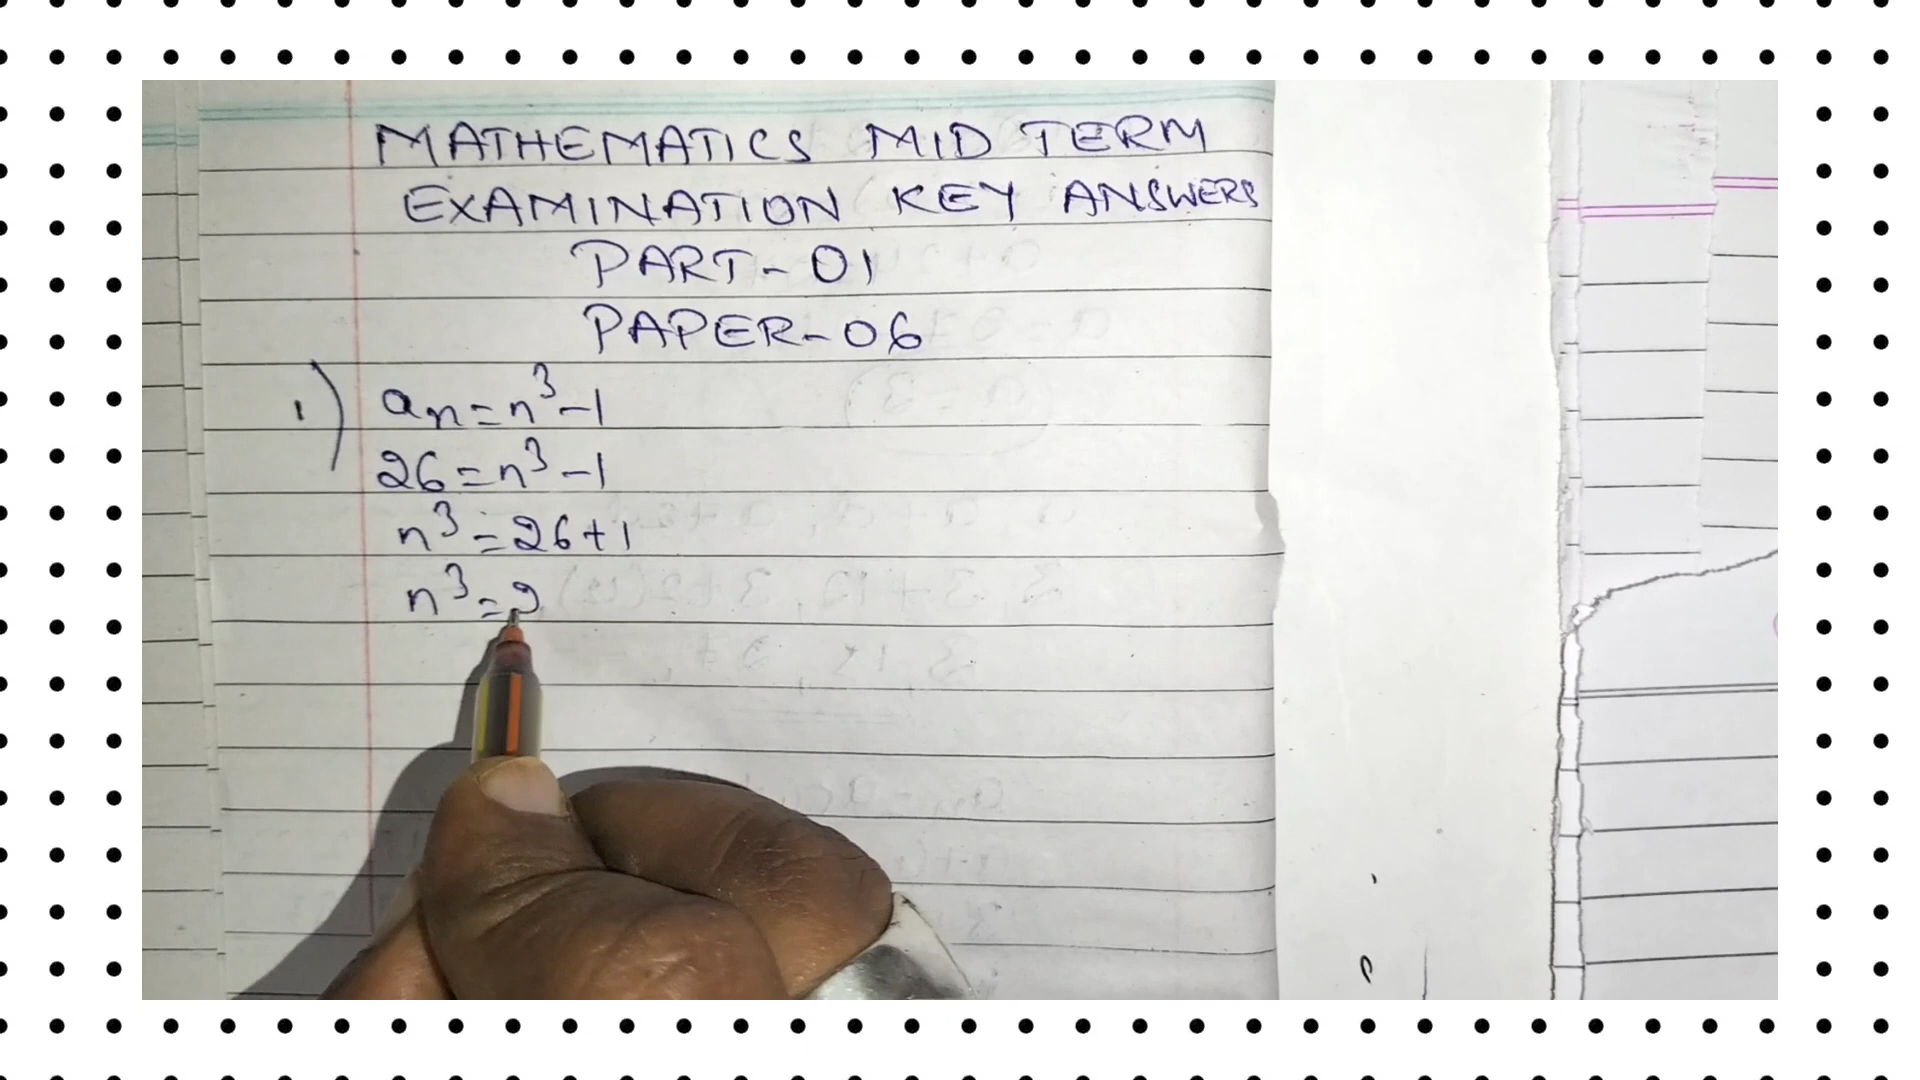 MATHEMATICS MID TERM
EXAMINATION KEY ANSWERS
PART-01
PAPER-06
1) an=n³-1
26=n³-1
n³=26+1
n³=2